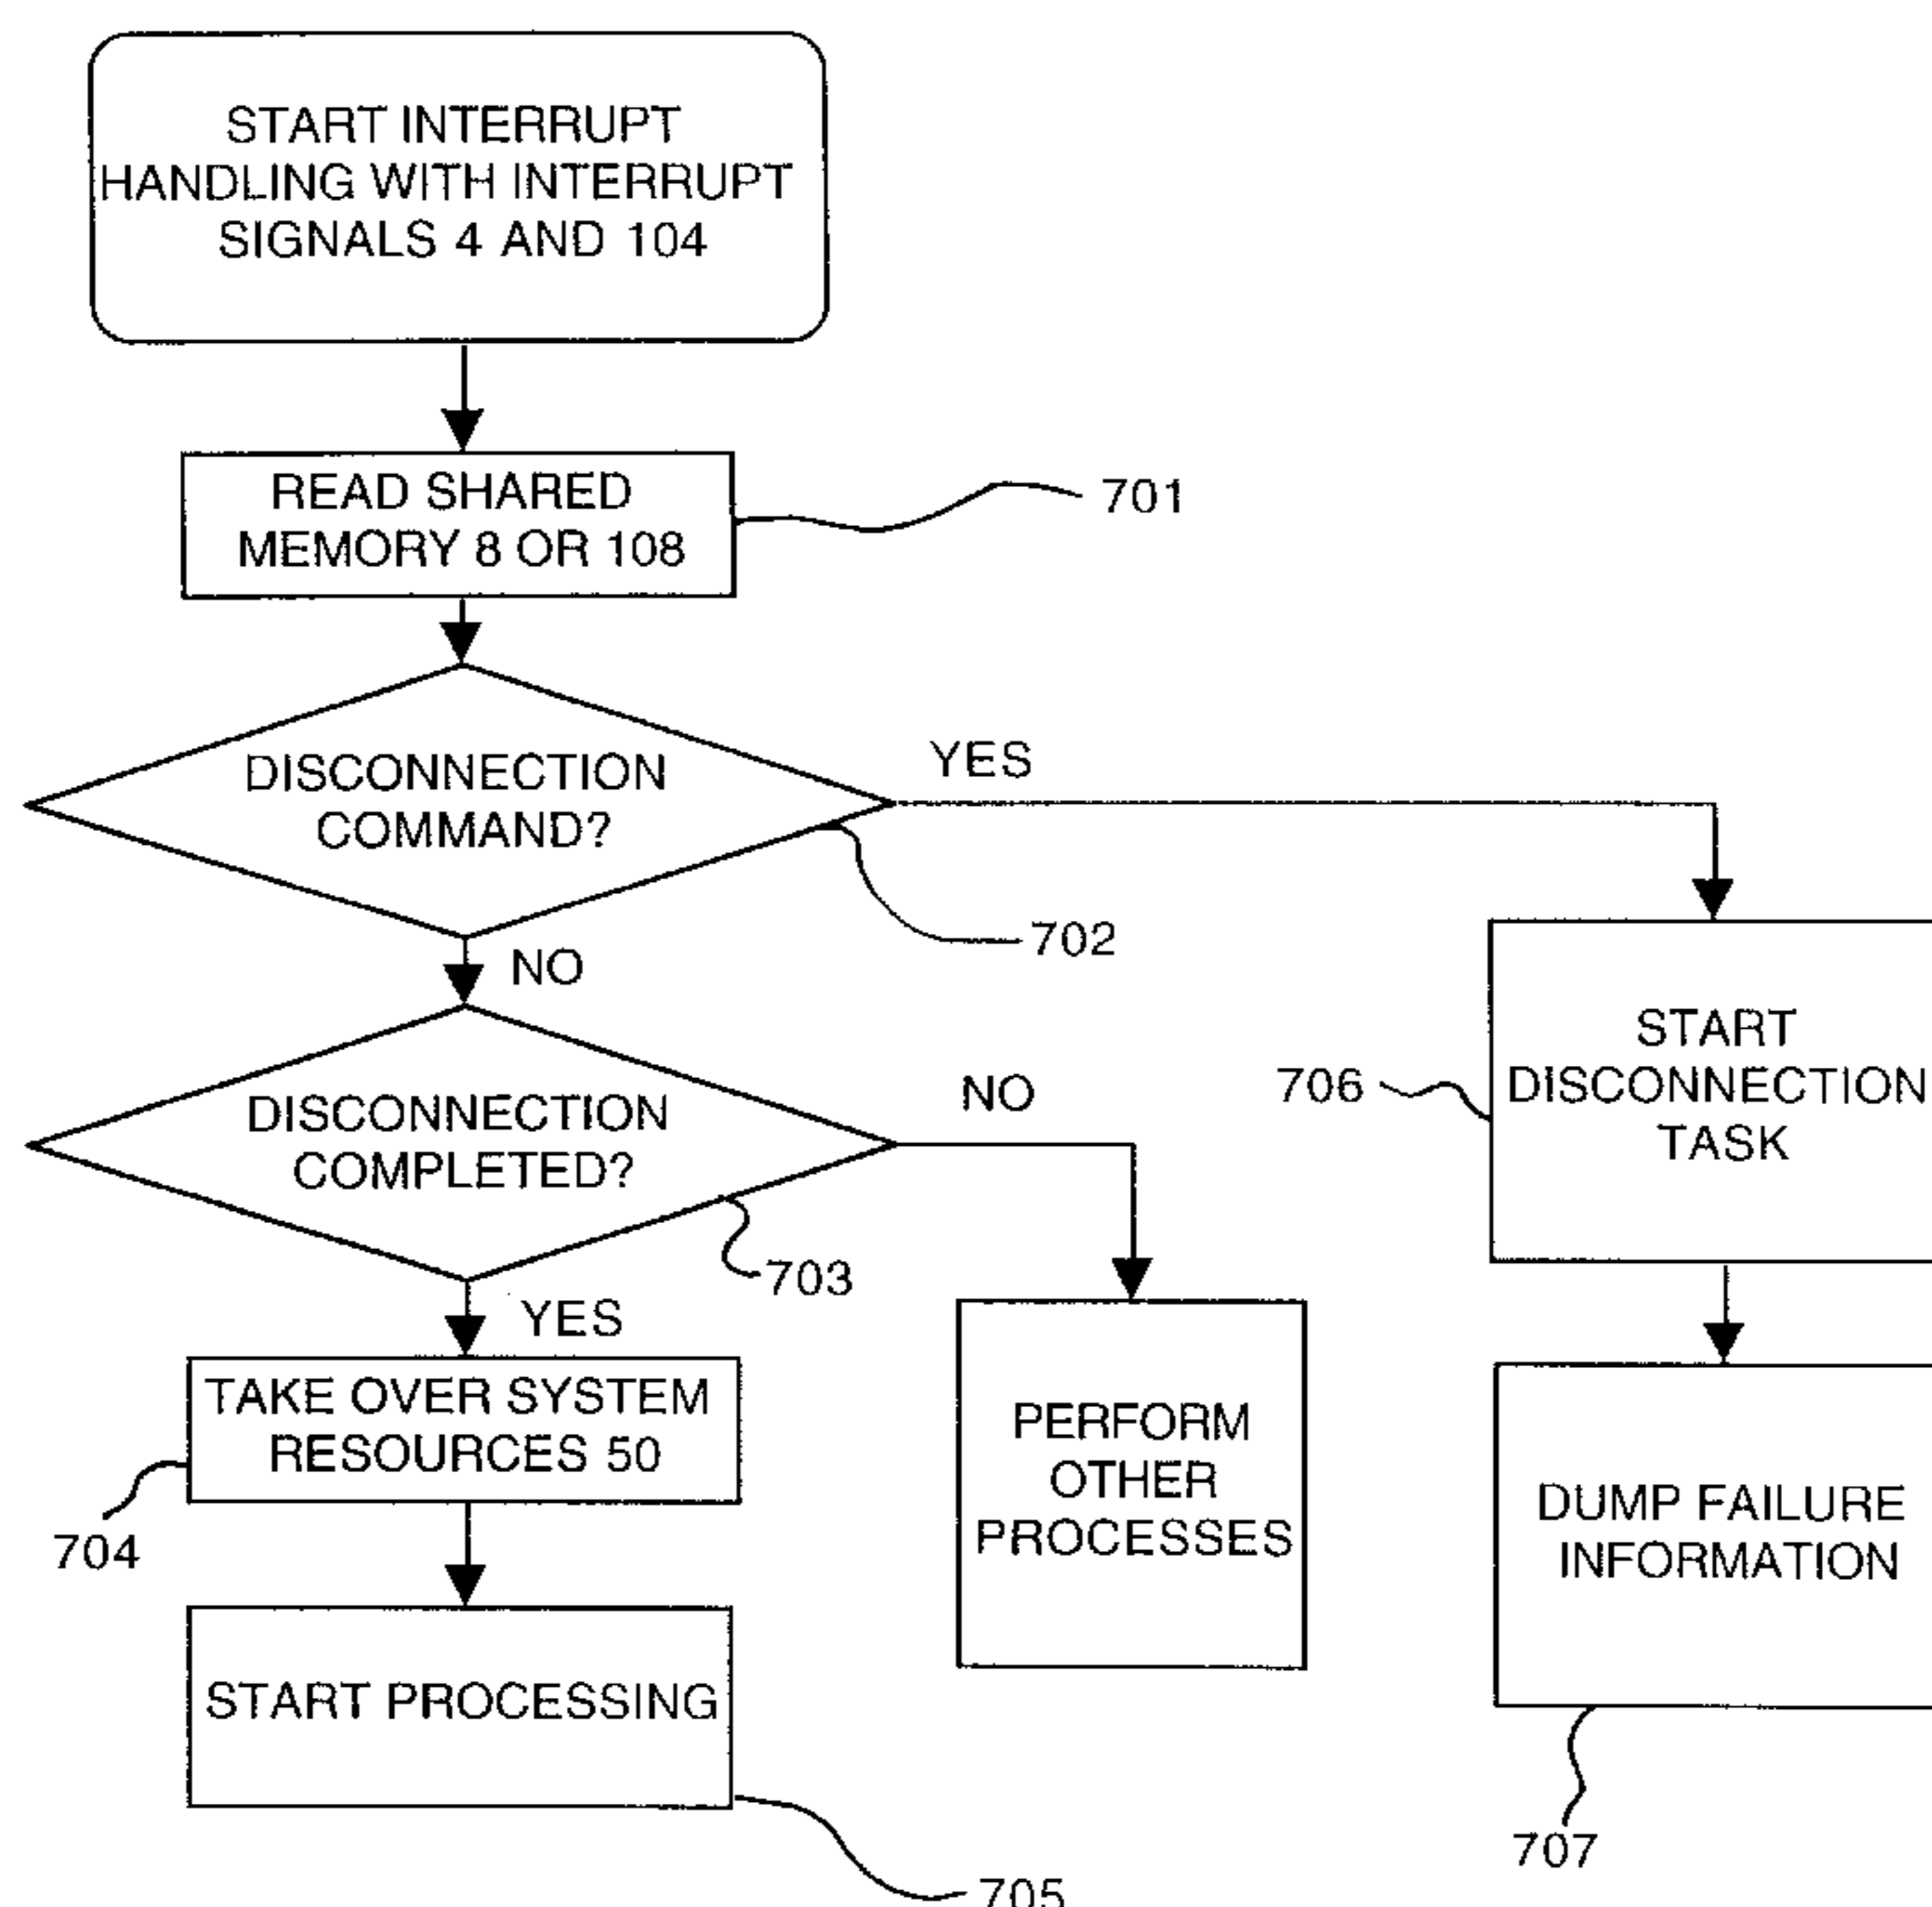 START INTERRUPT
HANDLING WITH INTERRUPT
SIGNALS 4 AND 104
READ SHARED
MEMORY 8 OR 108
701
DISCONNECTION
COMMAND?
YES
702
NO
DISCONNECTION
COMPLETED?
NO
703
YES
START
DISCONNECTION
TASK
706
TAKE OVER SYSTEM
RESOURCES 50
704
PERFORM
OTHER
PROCESSES
DUMP FAILURE
INFORMATION
707
START PROCESSING
705